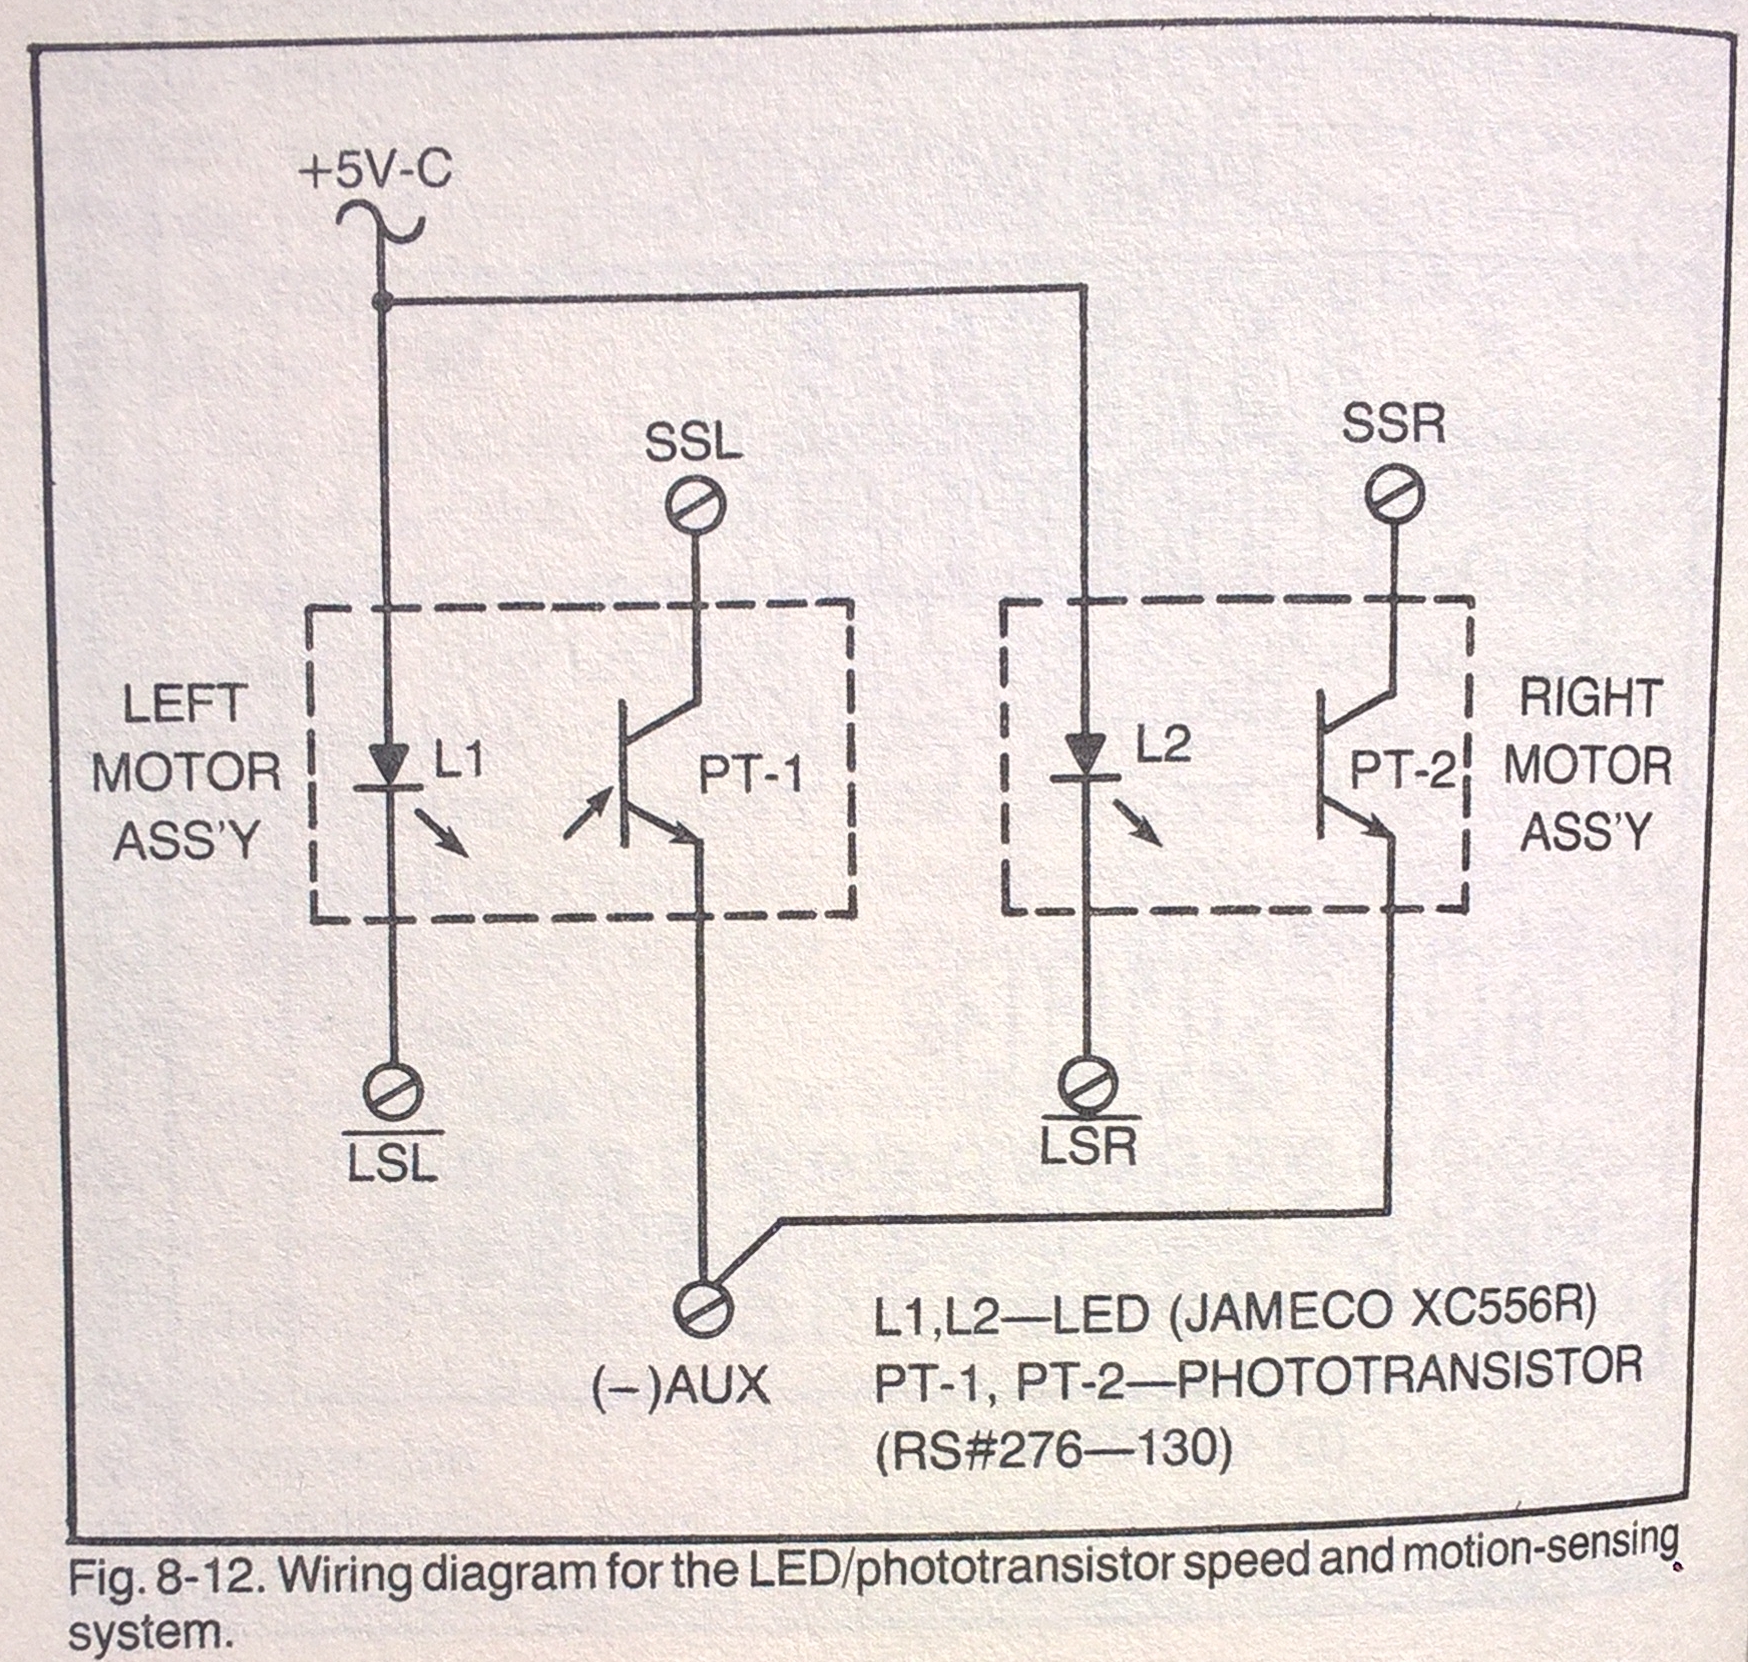 +5V-C
SSL
SSR
LEFT
MOTOR
ASS'Y
L1
PT-1
L2
PT-2
RIGHT
MOTOR
ASS'Y
LSL
LSR
(–)AUX
L1,L2—LED (JAMECO XC556R)
PT-1, PT-2—PHOTOTRANSISTOR
(RS#276—130)
Fig. 8-12. Wiring diagram for the LED/phototransistor speed and motion-sensing
system.